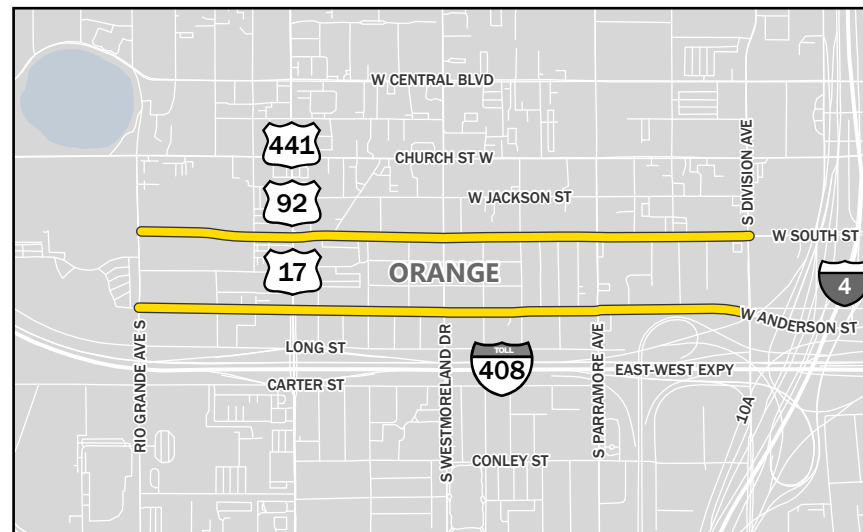 W CENTRAL BLVD
441
CHURCH ST W
92
W JACKSON ST
S DIVISION AVE
W SOUTH ST
17
ORANGE
4
W ANDERSON ST
RIO GRANDE AVE S
LONG ST
S WESTMORELAND DR
TOLL
408
S PARRAMORE AVE
EAST-WEST EXPY
CARTER ST
10A
CONLEY ST